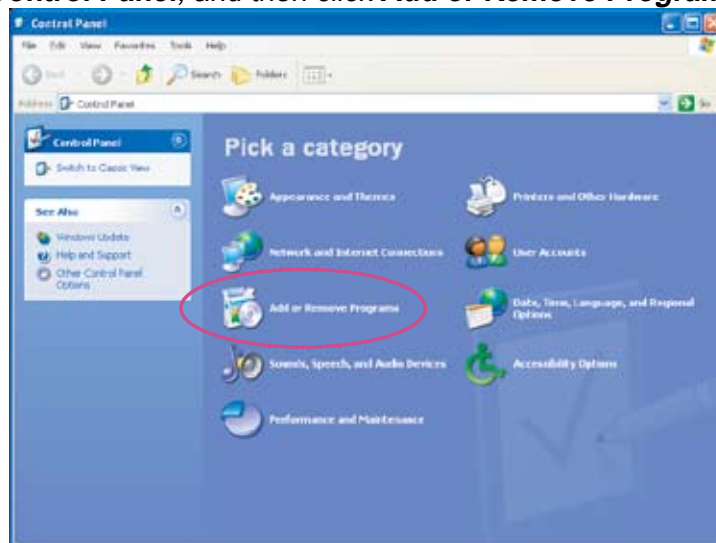 Control Panel, and then click Add or Remove Program
Control Panel
File Edit View Favorites Tools Help
Back Search Folders
Address Control Panel Go
Control Panel
Switch to Classic View
See Also
Windows Update
Help and Support
Other Control Panel
Options
Pick a category
Appearance and Themes
Printers and Other Hardware
Network and Internet Connections
User Accounts
Add or Remove Programs
Date, Time, Language, and Regional
Options
Sounds, Speech, and Audio Devices
Accessibility Options
Performance and Maintenance